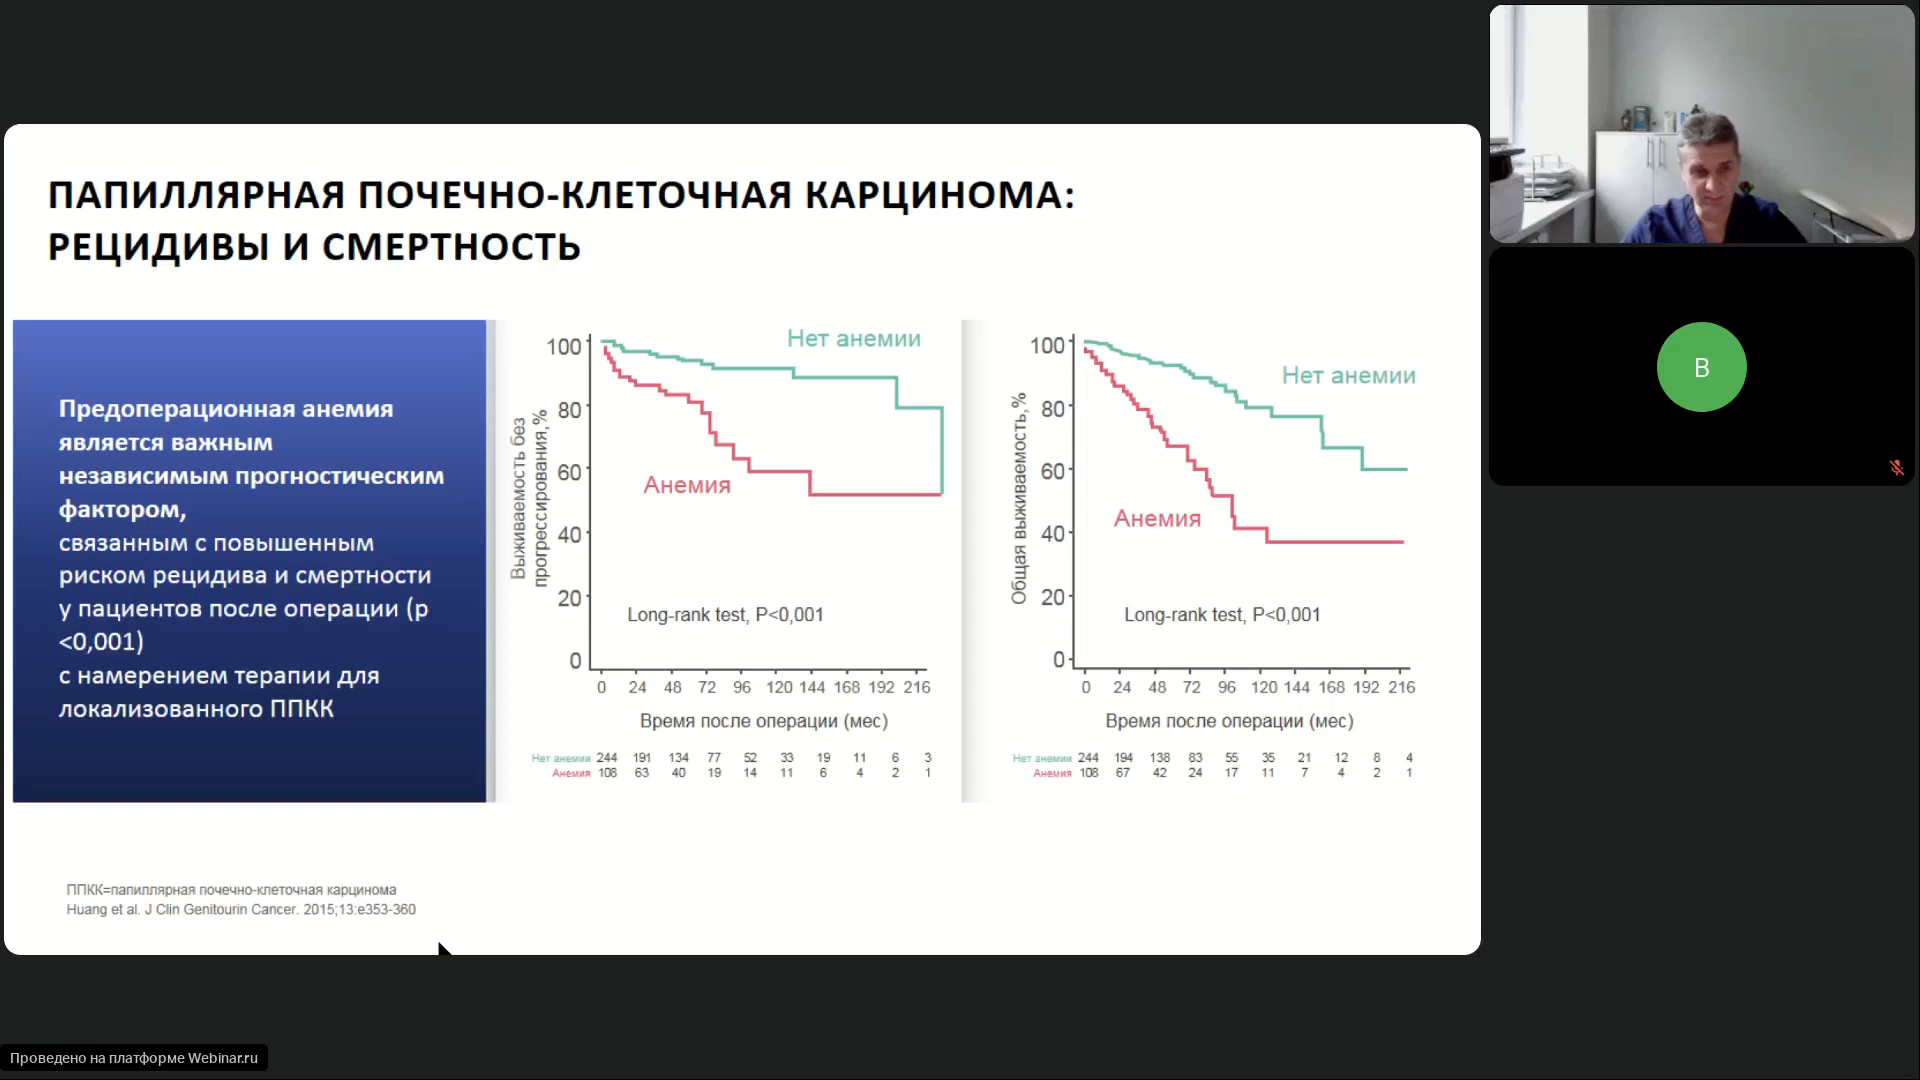 ПАПИЛЛЯРНАЯ ПОЧЕЧНО-КЛЕТОЧНАЯ КАРЦИНОМА:
РЕЦИДИВЫ И СМЕРТНОСТЬ
Предоперационная анемия
является важным
независимым прогностическим
фактором,
связанным с повышенным
риском рецидива и смертности
у пациентов после операции (р
<0,001)
с намерением терапии для
локализованного ППКК
Выживаемость без
прогрессирования,%
100
80
60
40
20
0
Нет анемии
Анемия
Long-rank test, P<0,001
0 24 48 72 96 120 144 168 192 216
Время после операции (мес)
Нет анемии 244 191 134 77 52 33 19 11 6 3
Анемия 108 63 40 19 14 11 6 4 2 1
Общая выживаемость,%
100
80
60
40
20
0
Нет анемии
Анемия
Long-rank test, P<0,001
0 24 48 72 96 120 144 168 192 216
Время после операции (мес)
Нет анемии 244 194 138 83 55 35 21 12 8 4
Анемия 108 67 42 24 17 11 7 4 2 1
ППКК=папиллярная почечно-клеточная карцинома
Huang et al. J Clin Genitourin Cancer. 2015;13:e353-360
В
Проведено на платформе Webinar.ru